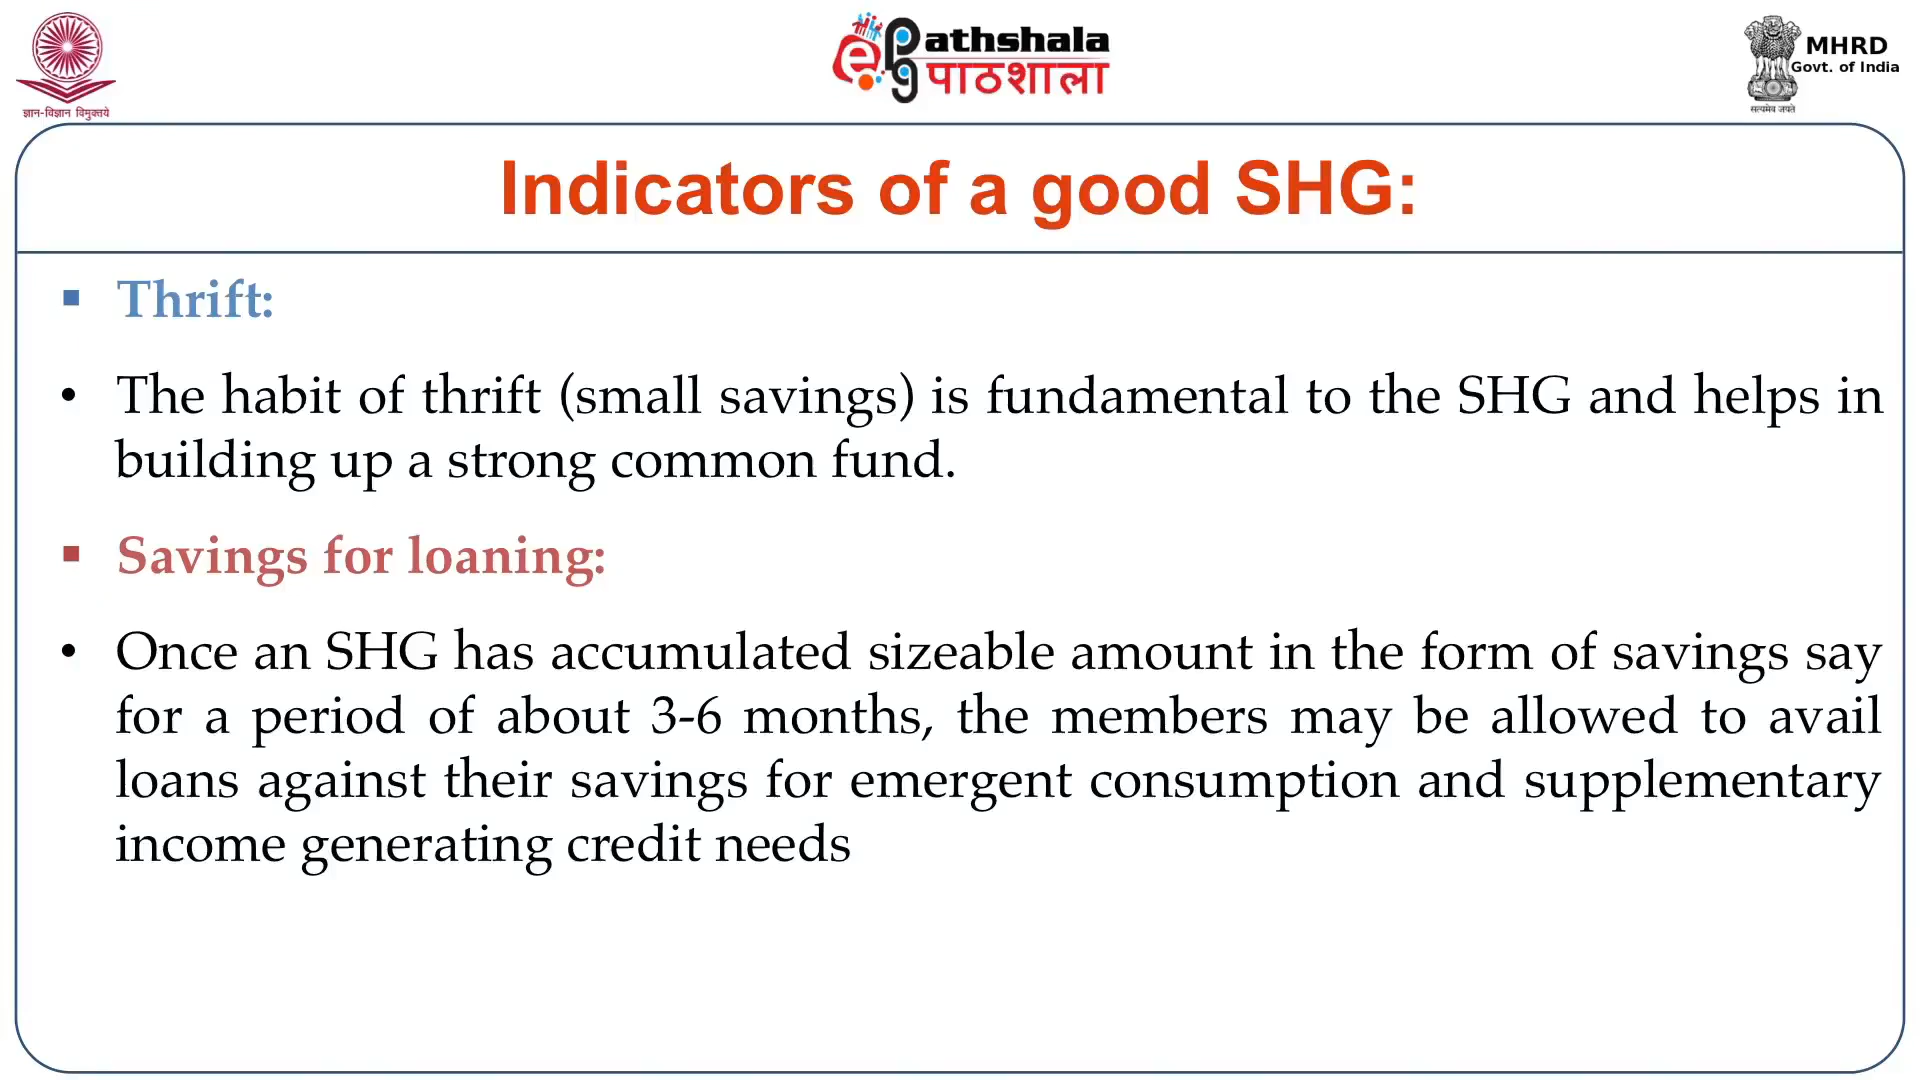 ज्ञान-विज्ञान विमुक्तये
ePg Pathshala
पाठशाला
MHRD
Govt. of India
सत्यमेव जयते
Indicators of a good SHG:
▪ Thrift:
• The habit of thrift (small savings) is fundamental to the SHG and helps in
building up a strong common fund.
▪ Savings for loaning:
• Once an SHG has accumulated sizeable amount in the form of savings say
for a period of about 3-6 months, the members may be allowed to avail
loans against their savings for emergent consumption and supplementary
income generating credit needs